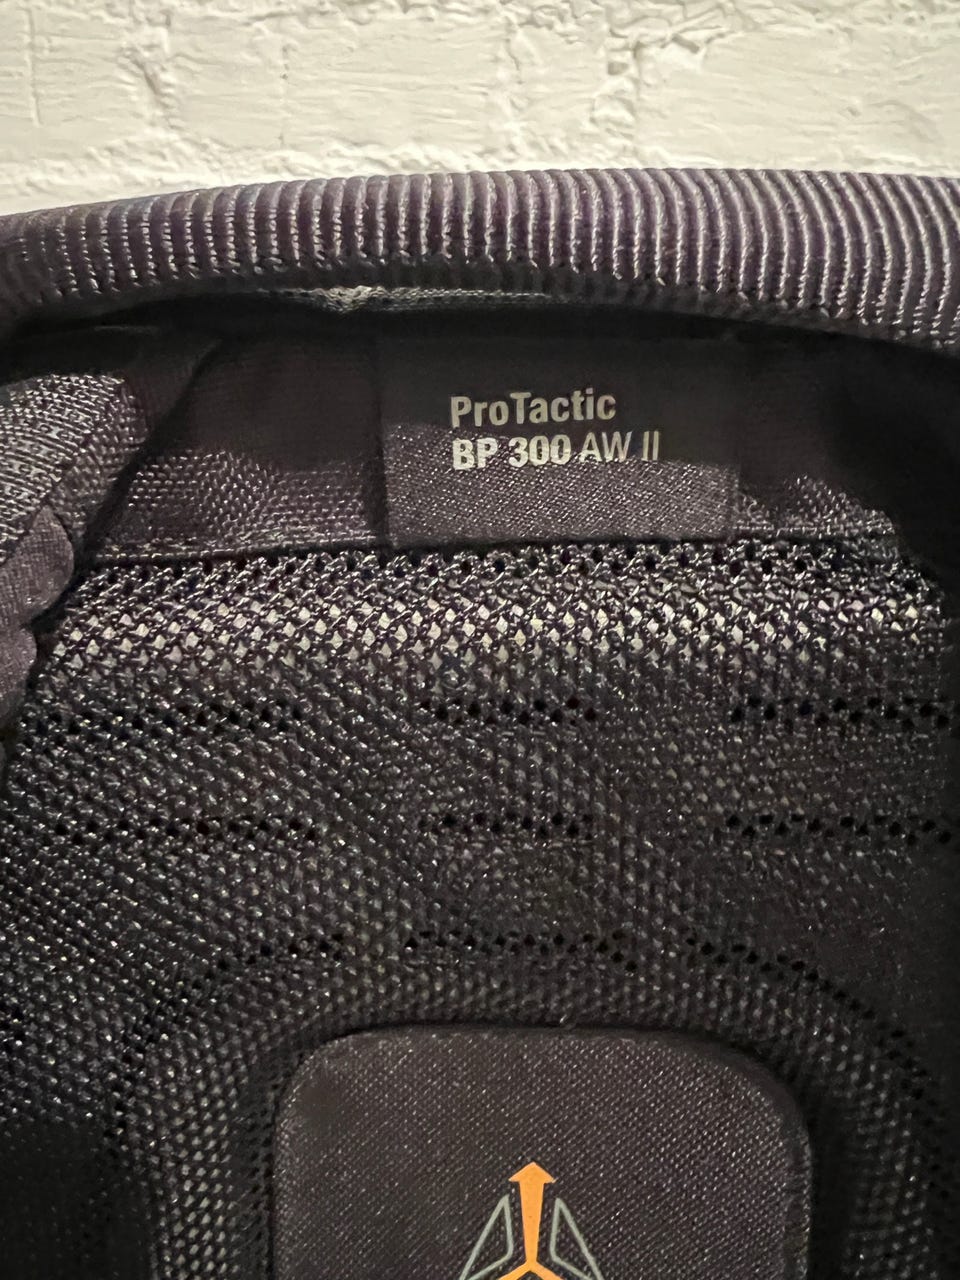 ProTactic
BP 300 AW II